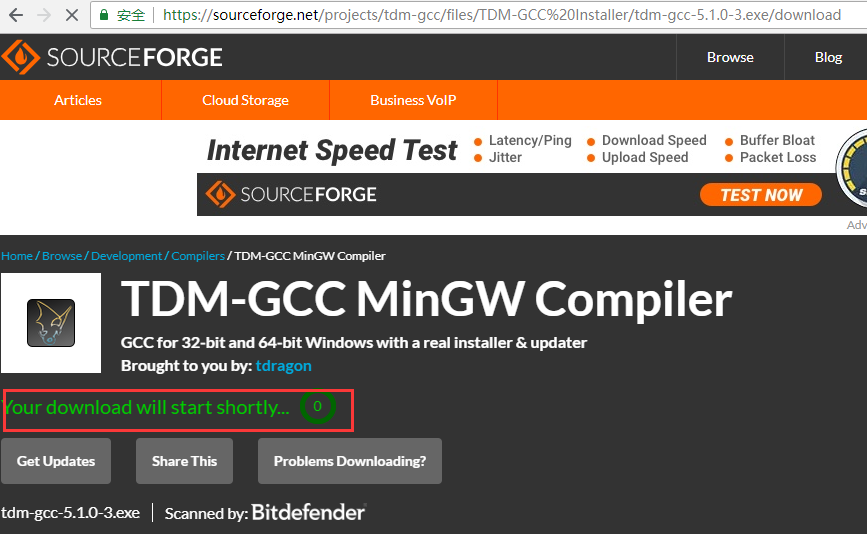 安全 https://sourceforge.net/projects/tdm-gcc/files/TDM-GCC%20Installer/tdm-gcc-5.1.0-3.exe/download
SOURCEFORGE Browse Blog
Articles Cloud Storage Business VoIP
Internet Speed Test
Latency/Ping Download Speed Buffer Bloat
Jitter Upload Speed Packet Loss
SOURCEFORGE TEST NOW
Adv
Home / Browse / Development / Compilers / TDM-GCC MinGW Compiler
TDM-GCC MinGW Compiler
GCC for 32-bit and 64-bit Windows with a real installer & updater
Brought to you by: tdragon
Your download will start shortly... 0
Get Updates Share This Problems Downloading?
tdm-gcc-5.1.0-3.exe Scanned by: Bitdefender